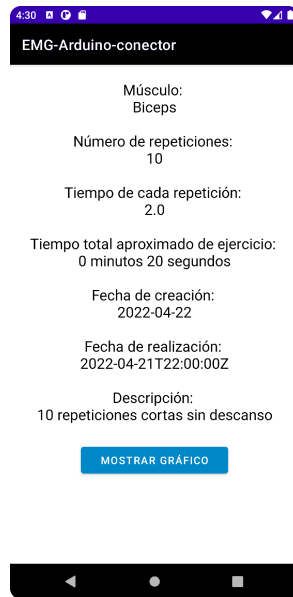 4:30
EMG-Arduino-conector
Músculo:
Biceps
Número de repeticiones:
10
Tiempo de cada repetición:
2.0
Tiempo total aproximado de ejercicio:
0 minutos 20 segundos
Fecha de creación:
2022-04-22
Fecha de realización:
2022-04-21T22:00:00Z
Descripción:
10 repeticiones cortas sin descanso
MOSTRAR GRÁFICO